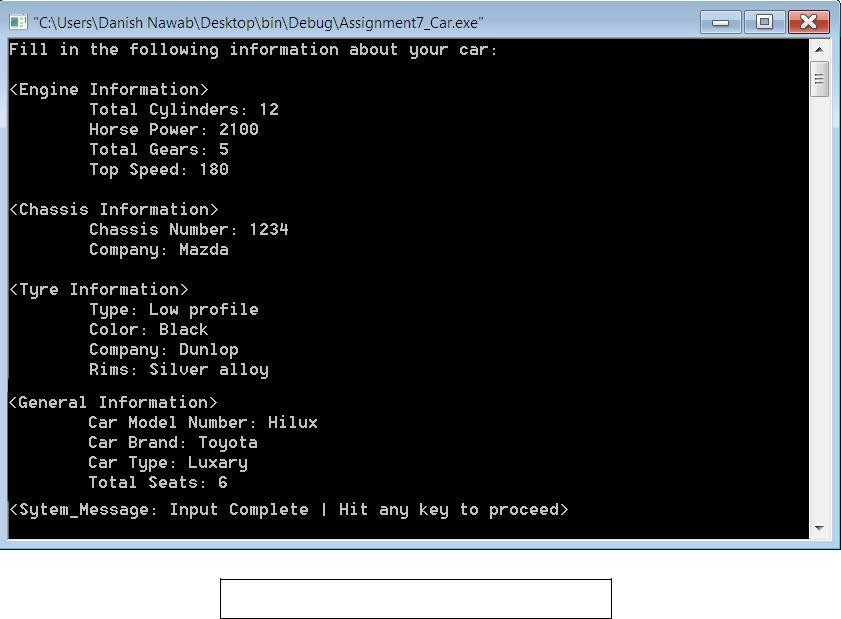 "C:\Users\Danish Nawab\Desktop\bin\Debug\Assignment7_Car.exe"
Fill in the following information about your car:
<Engine Information>
Total Cylinders: 12
Horse Power: 2100
Total Gears: 5
Top Speed: 180
<Chassis Information>
Chassis Number: 1234
Company: Mazda
<Tyre Information>
Type: Low profile
Color: Black
Company: Dunlop
Rims: Silver alloy
<General Information>
Car Model Number: Hilux
Car Brand: Toyota
Car Type: Luxary
Total Seats: 6
<Sytem_Message: Input Complete | Hit any key to proceed>